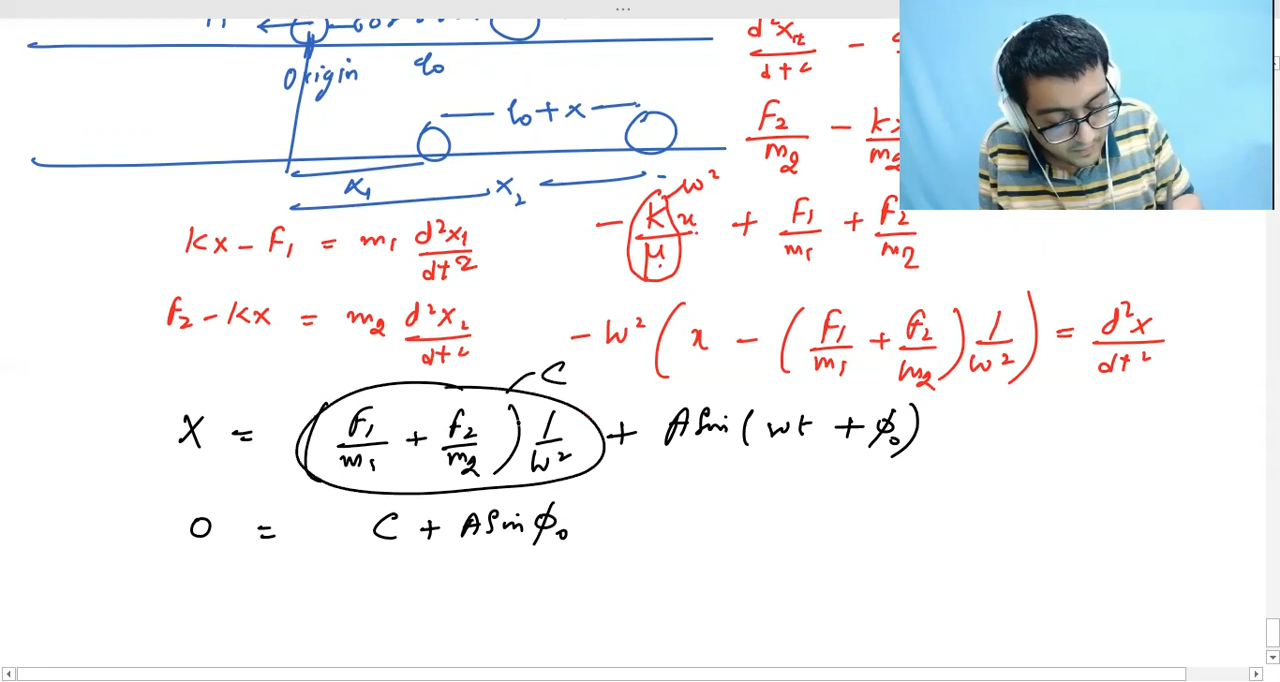 Origin
l₀
l₀ + x
x₁
x₂
d²x₂/dt² -
F₂/m₂ - kx/m₂
ω²
- k/μ x + F₁/m₁ + F₂/m₂
kx - F₁ = m₁ d²x₁/dt²
F₂ - kx = m₂ d²x₂/dt²
- ω² ( x - ( F₁/m₁ + F₂/m₂ ) 1/ω² ) = d²x/dt²
C
x = ( F₁/m₁ + F₂/m₂ ) 1/ω² + A sin ( ωt + φ₀ )
0 = C + A sin φ₀